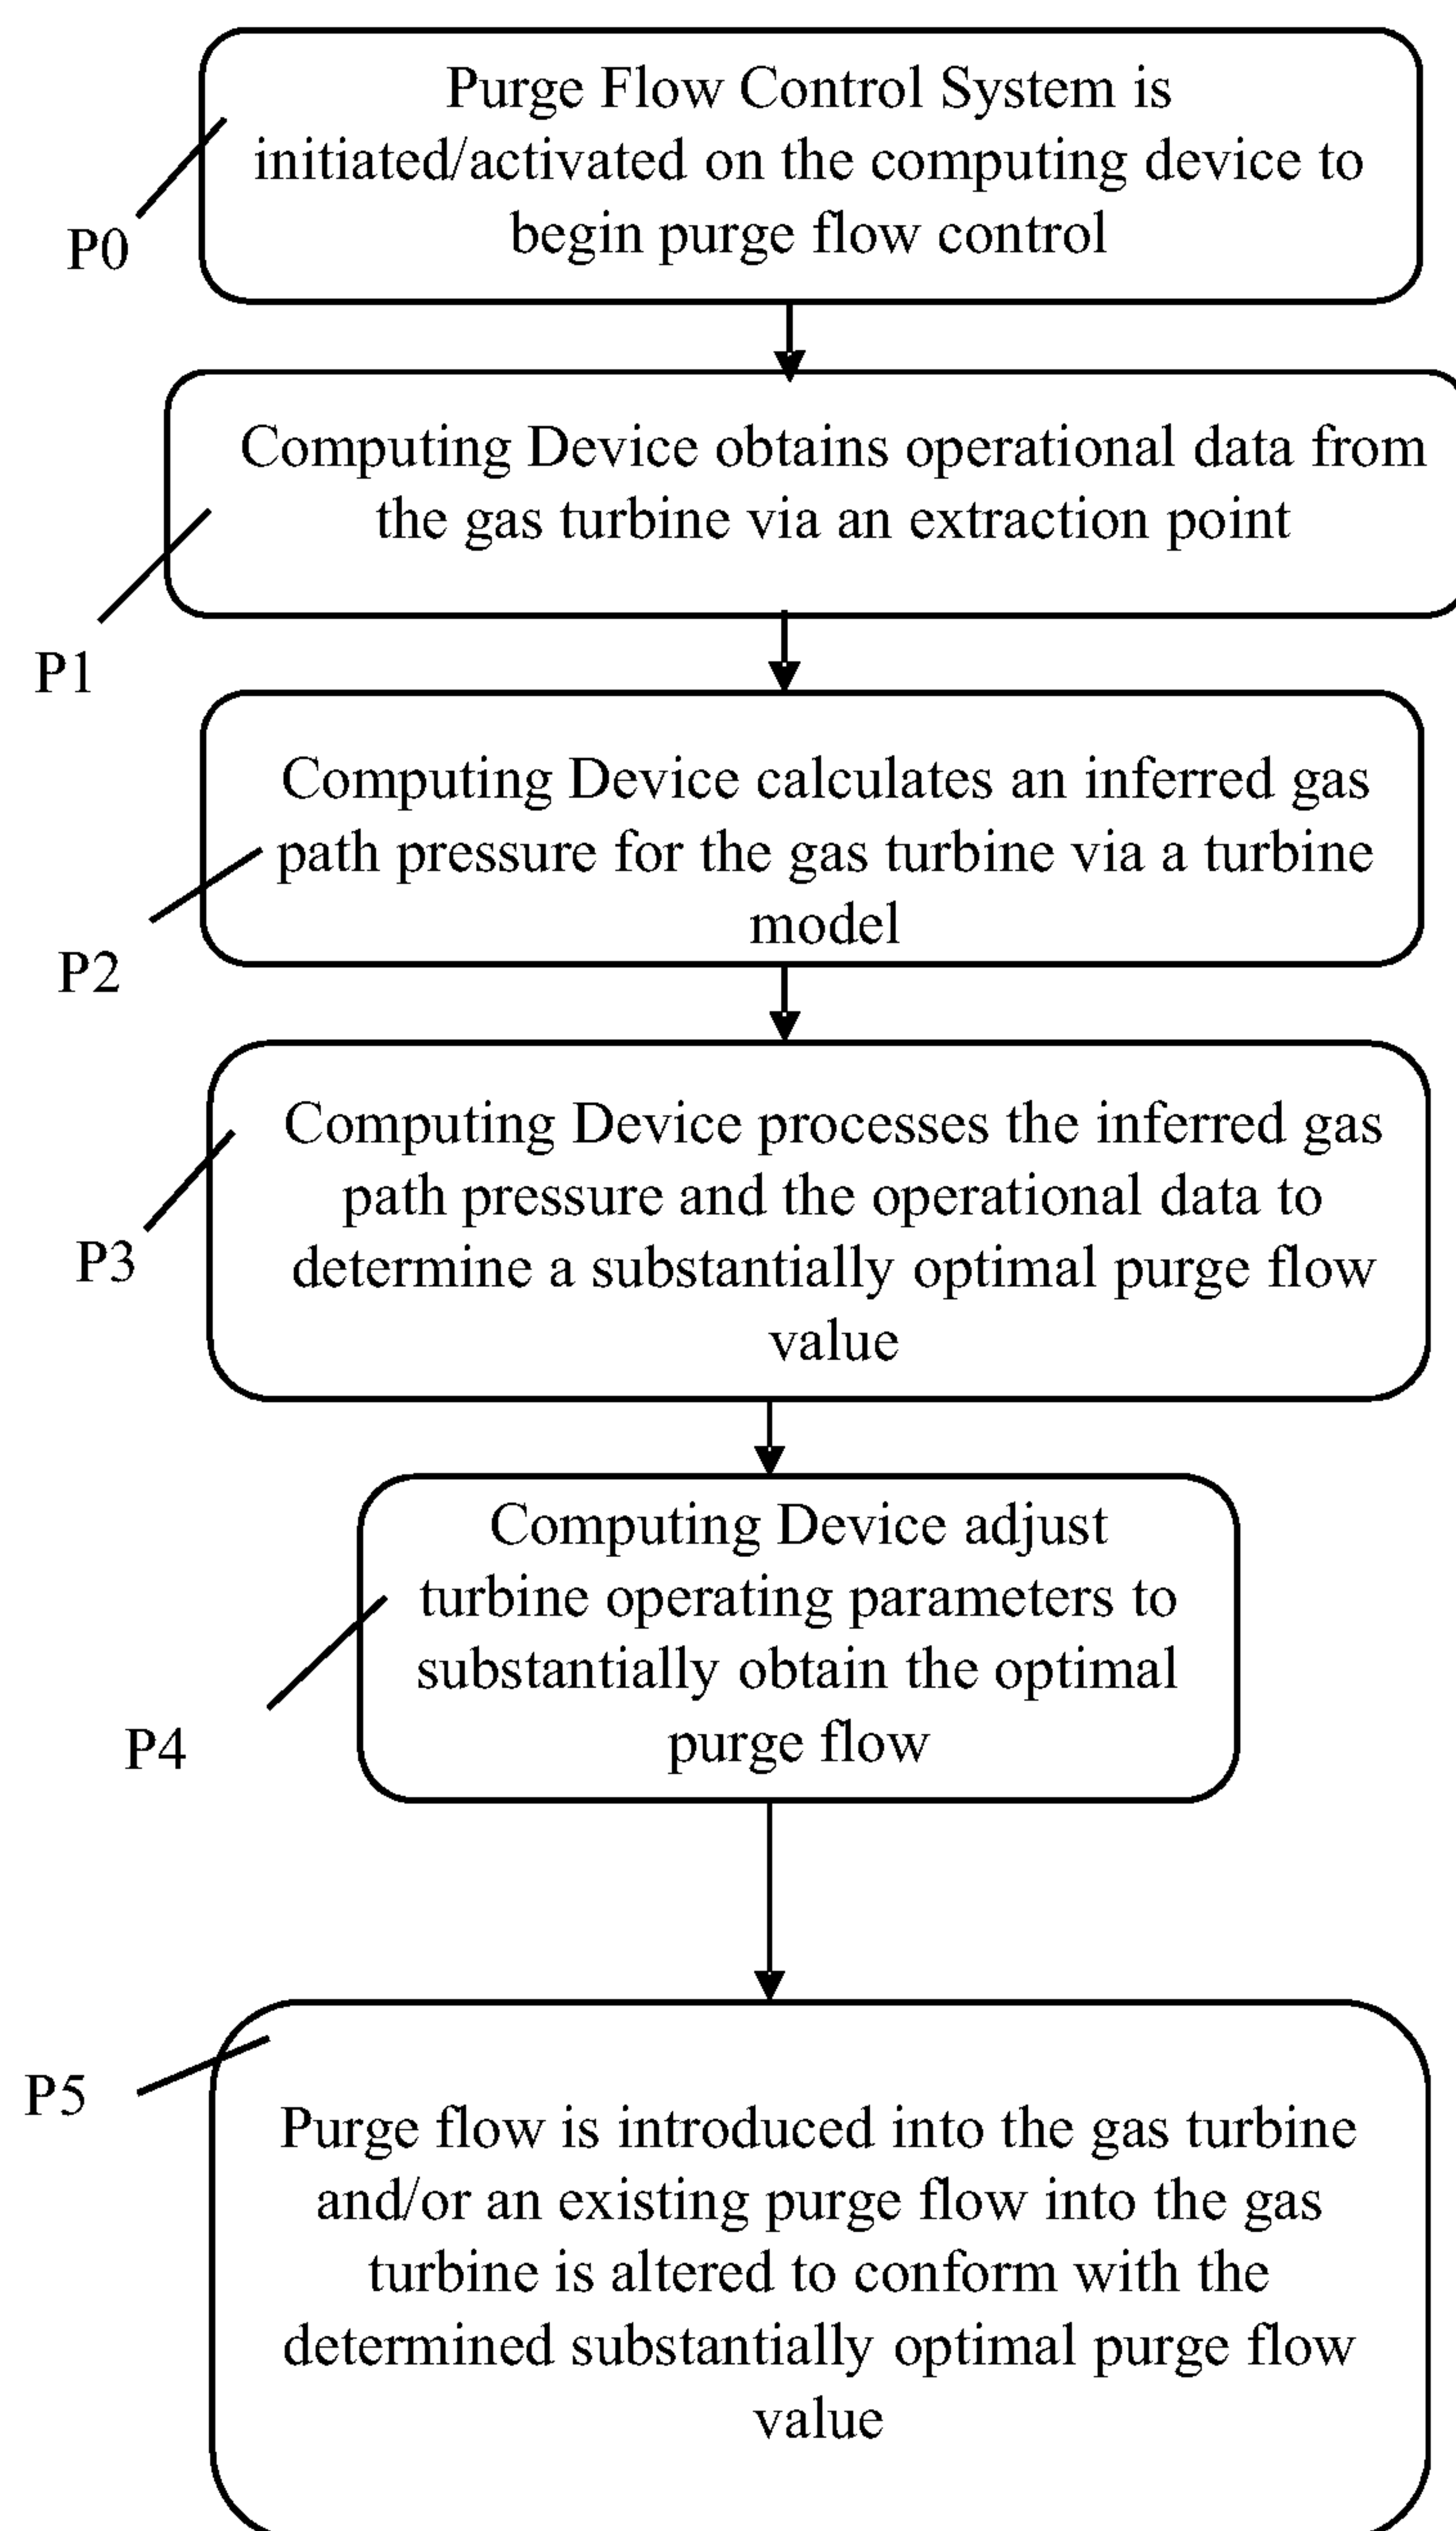 Purge Flow Control System is
initiated/activated on the computing device to
begin purge flow control
P0
Computing Device obtains operational data from
the gas turbine via an extraction point
P1
Computing Device calculates an inferred gas
path pressure for the gas turbine via a turbine
model
P2
Computing Device processes the inferred gas
path pressure and the operational data to
determine a substantially optimal purge flow
value
P3
Computing Device adjust
turbine operating parameters to
substantially obtain the optimal
purge flow
P4
P5
Purge flow is introduced into the gas turbine
and/or an existing purge flow into the gas
turbine is altered to conform with the
determined substantially optimal purge flow
value